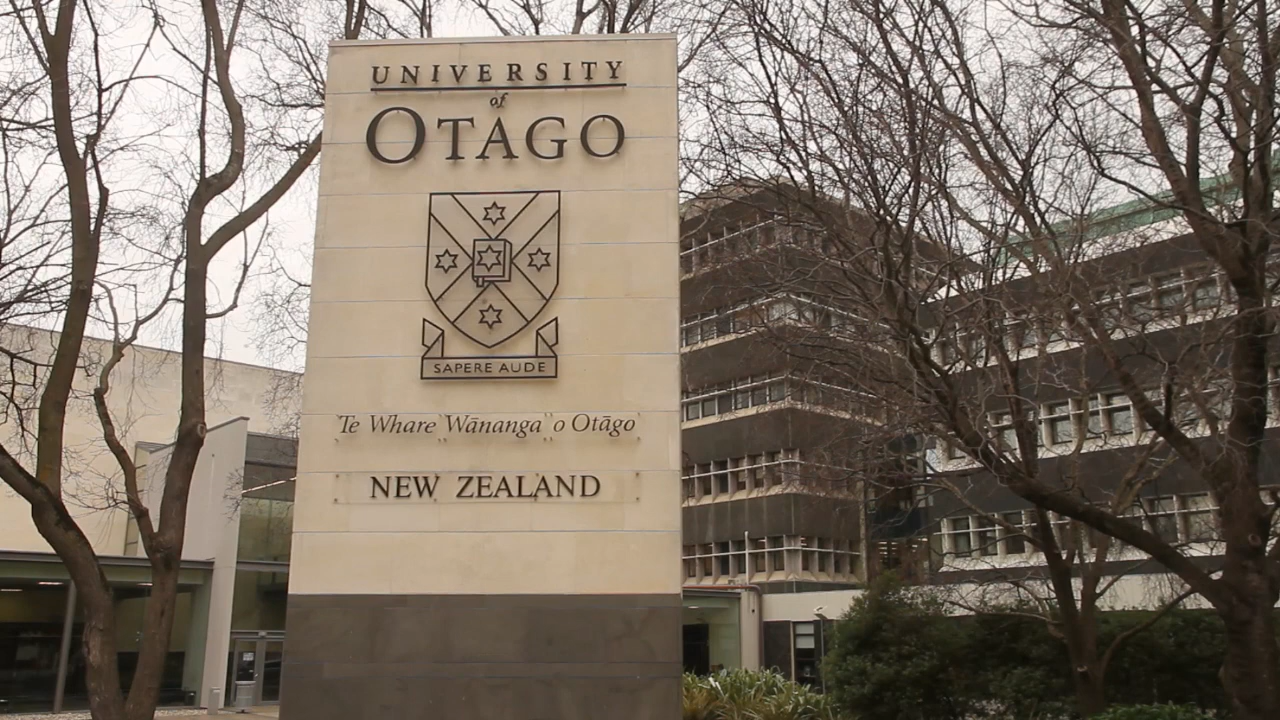 UNIVERSITY
of
OTAGO
SAPERE AUDE
Te Whare Wānanga o Otāgo
NEW ZEALAND